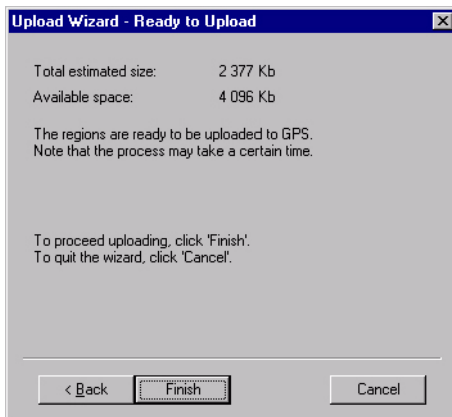 Upload Wizard - Ready to Upload
Total estimated size: 2 377 Kb
Available space: 4 096 Kb
The regions are ready to be uploaded to GPS.
Note that the process may take a certain time.
To proceed uploading, click 'Finish'.
To quit the wizard, click 'Cancel'.
< Back Finish Cancel